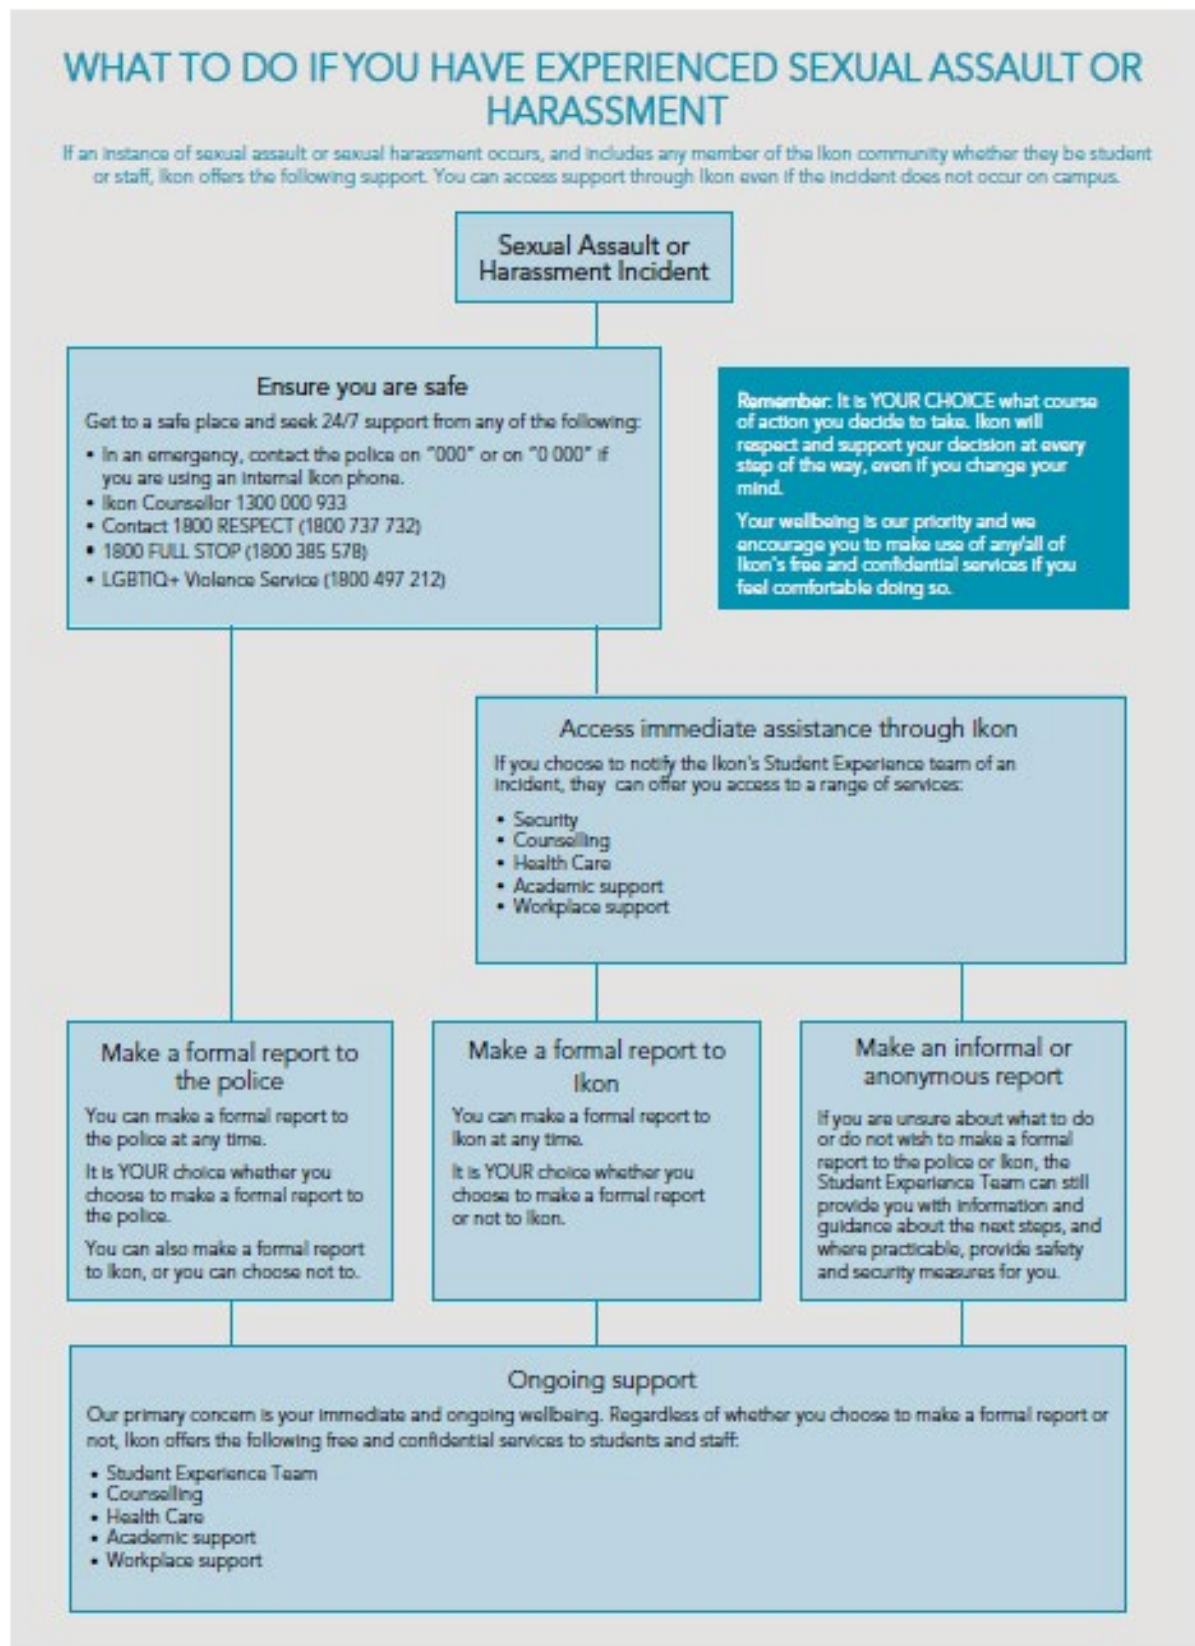 WHAT TO DO IF YOU HAVE EXPERIENCED SEXUAL ASSAULT OR
HARASSMENT
If an instance of sexual assault or sexual harassment occurs, and includes any member of the Ikon community whether they be student
or staff, Ikon offers the following support. You can access support through Ikon even if the incident does not occur on campus.
Sexual Assault or
Harassment Incident
Ensure you are safe
Get to a safe place and seek 24/7 support from any of the following:
• In an emergency, contact the police on "000" or on "0 000" if
you are using an internal Ikon phone.
• Ikon Counsellor 1300 000 933
• Contact 1800 RESPECT (1800 737 732)
• 1800 FULL STOP (1800 385 578)
• LGBTIQ+ Violence Service (1800 497 212)
Remember: It is YOUR CHOICE what course
of action you decide to take. Ikon will
respect and support your decision at every
step of the way, even if you change your
mind.
Your wellbeing is our priority and we
encourage you to make use of any/all of
Ikon's free and confidential services if you
feel comfortable doing so.
Access immediate assistance through Ikon
If you choose to notify the Ikon's Student Experience team of an
incident, they can offer you access to a range of services:
• Security
• Counselling
• Health Care
• Academic support
• Workplace support
Make a formal report to
the police
You can make a formal report to
the police at any time.
It is YOUR choice whether you
choose to make a formal report to
the police.
You can also make a formal report
to Ikon, or you can choose not to.
Make a formal report to
Ikon
You can make a formal report to
Ikon at any time.
It is YOUR choice whether you
choose to make a formal report
or not to Ikon.
Make an informal or
anonymous report
If you are unsure about what to do
or do not wish to make a formal
report to the police or Ikon, the
Student Experience Team can still
provide you with information and
guidance about the next steps, and
where practicable, provide safety
and security measures for you.
Ongoing support
Our primary concern is your immediate and ongoing wellbeing. Regardless of whether you choose to make a formal report or
not, Ikon offers the following free and confidential services to students and staff:
• Student Experience Team
• Counselling
• Health Care
• Academic support
• Workplace support